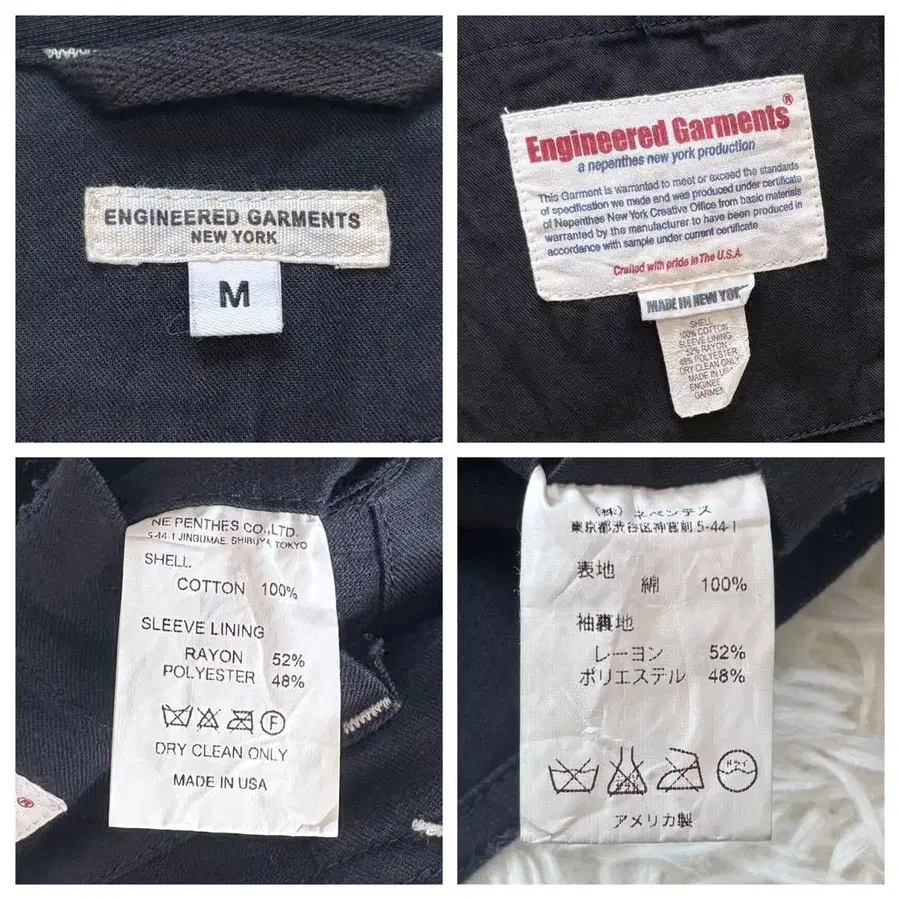 ENGINEERED GARMENTS
NEW YORK
M
Engineered Garments®
a nepenthes new york production
This Garment is warranted to meet or exceed the standards
of specification we made and was produced under certificate
of Nepenthes New York Creative Office from basic materials
warranted by the manufacturer to have been produced in
accordance with sample under current certificate
Crafted with pride in The U.S.A.
MADE IN NEW YOR
SHELL
100% COTTON
SLEEVE LINING
52% RAYON
48% POLYESTER
DRY CLEAN ONLY
MADE IN USA
ENGINEE
GARMEN
NEPENTHES CO.,LTD.
5-44-1 JINGUMAE, SHIBUYA, TOKYO
SHELL
COTTON 100%
SLEEVE LINING
RAYON 52%
POLYESTER 48%
F
DRY CLEAN ONLY
MADE IN USA
®
(株) ネペンテス
東京都渋谷区神宮前 5-44-1
表地
綿 100%
袖裏地
レーヨン 52%
ポリエステル 48%
ドライ
アメリカ製